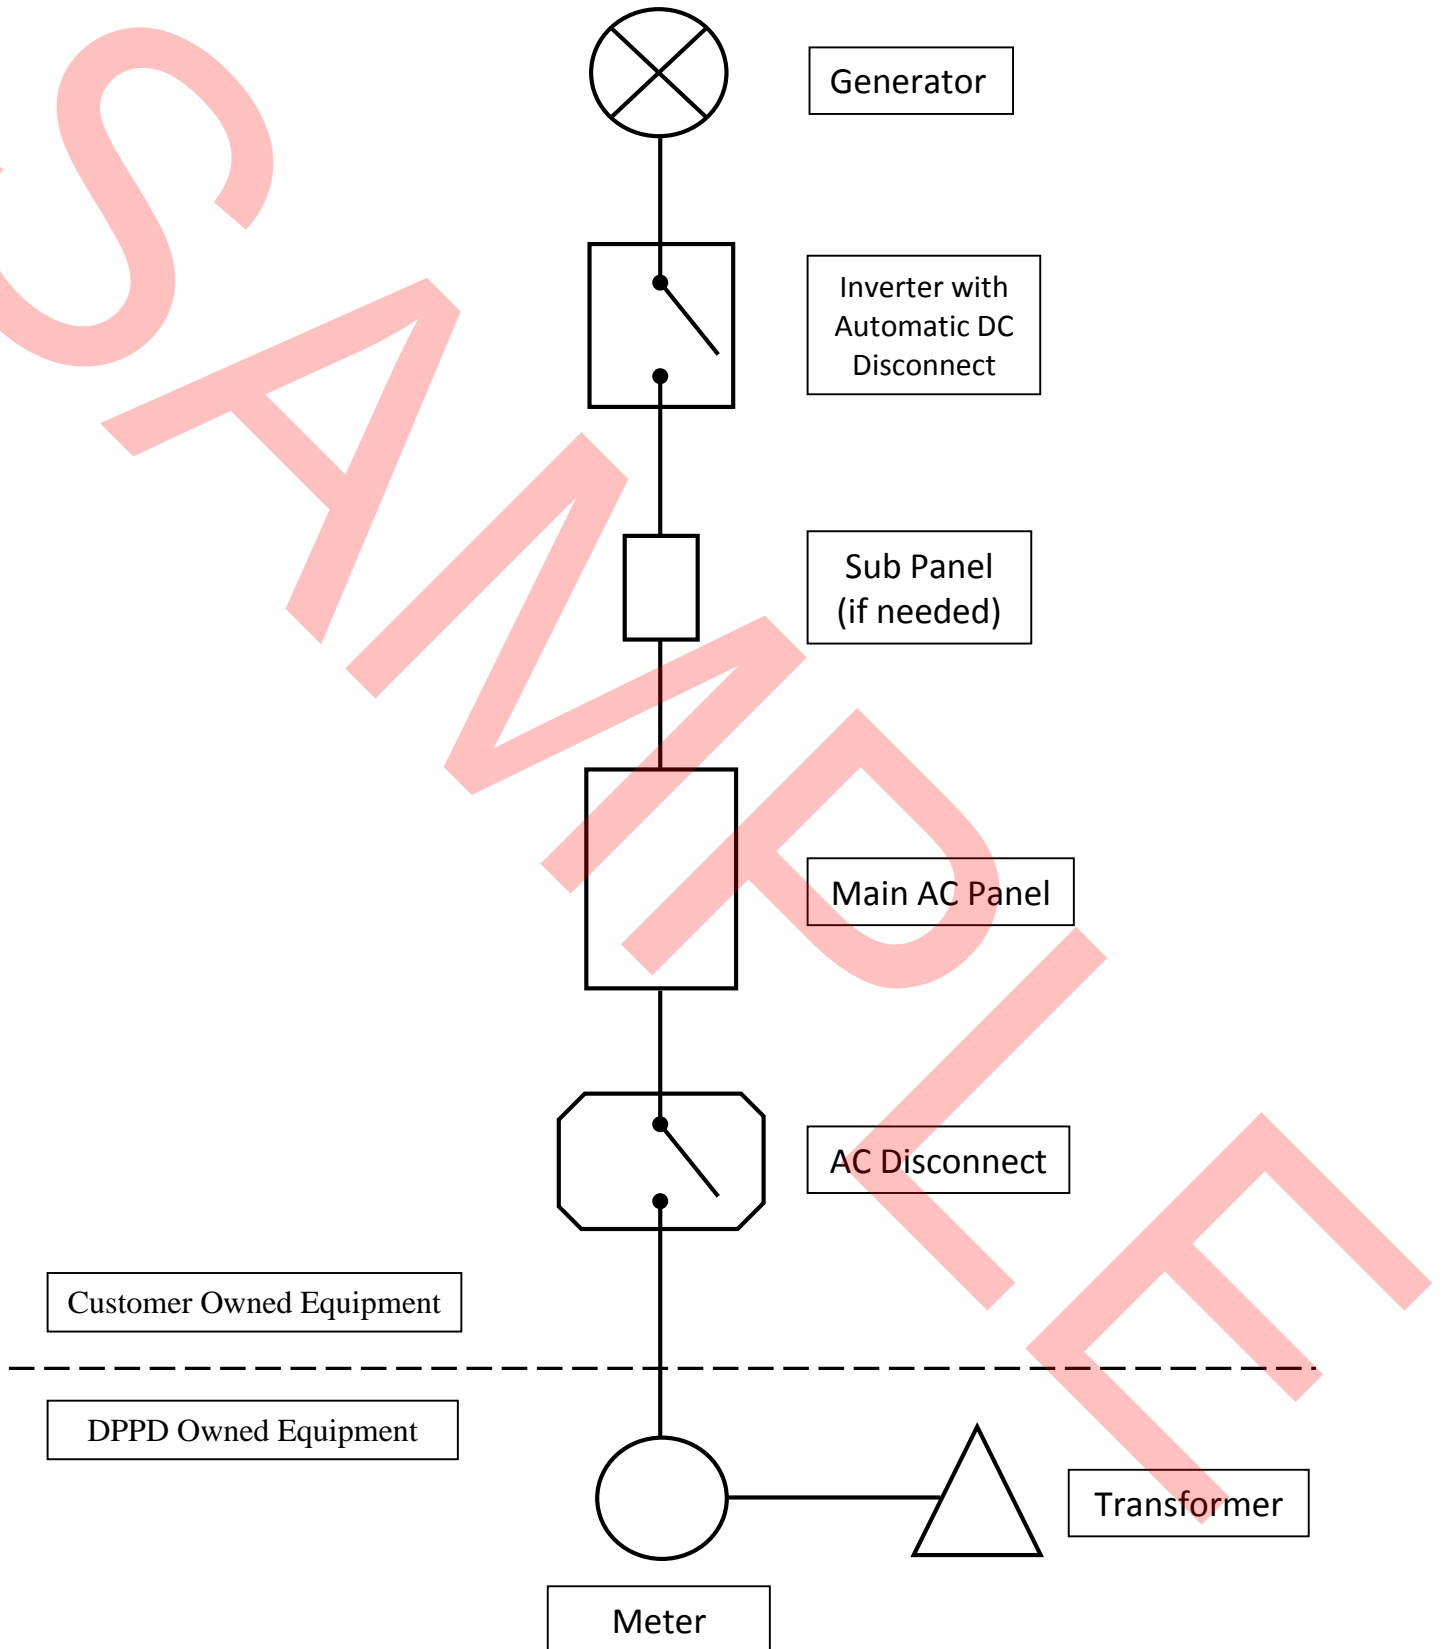 Generator
Inverter with
Automatic DC
Disconnect
Sub Panel
(if needed)
Main AC Panel
AC Disconnect
Customer Owned Equipment
DPPD Owned Equipment
Transformer
Meter
SAMPLE